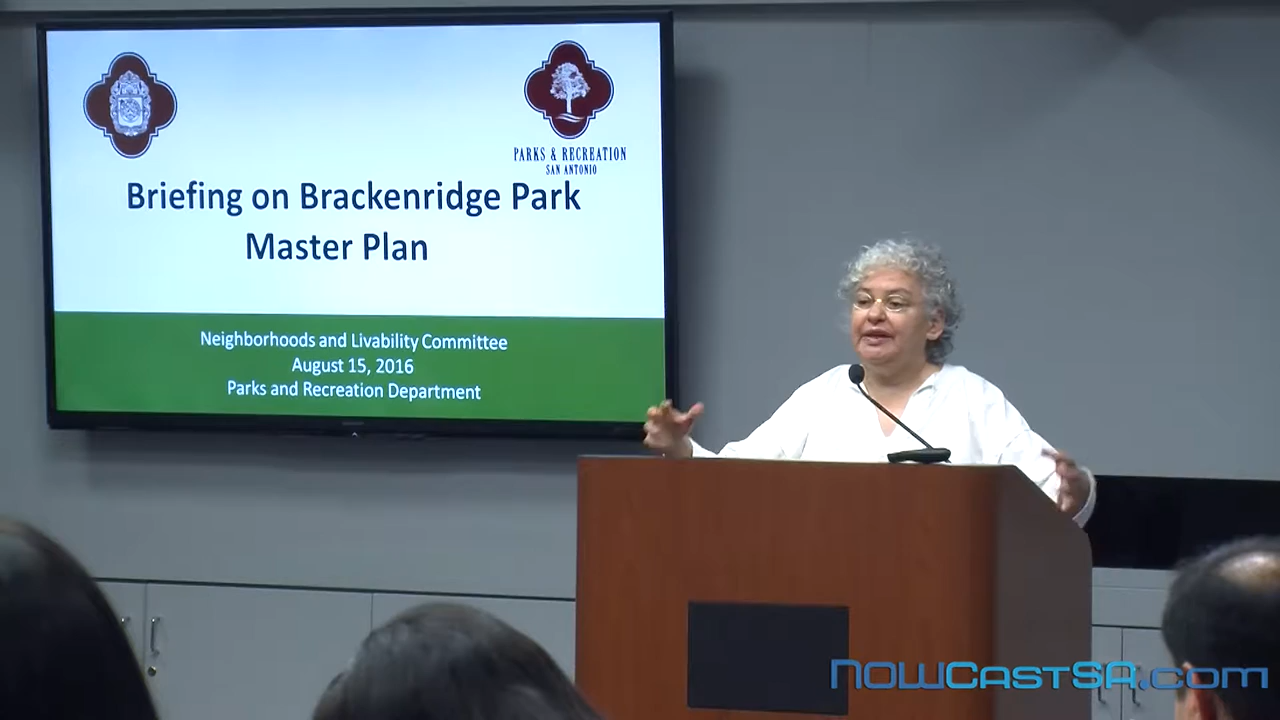 PARKS & RECREATION
SAN ANTONIO
Briefing on Brackenridge Park
Master Plan
Neighborhoods and Livability Committee
August 15, 2016
Parks and Recreation Department
NOWCastSA.com